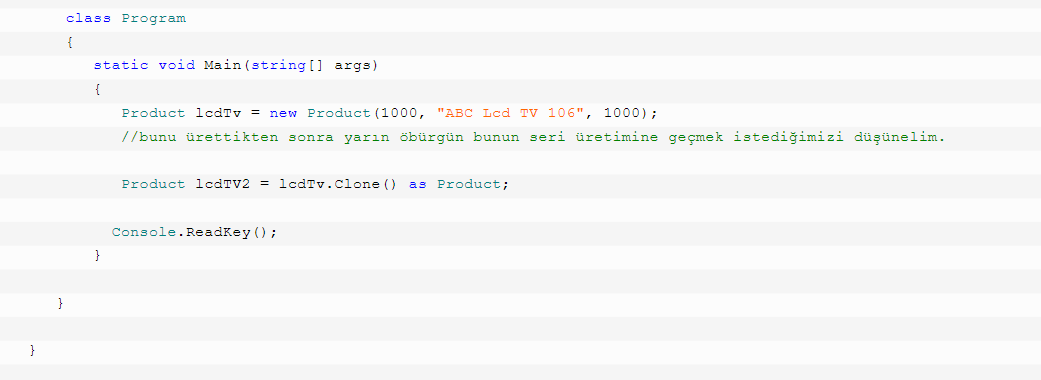 class Program
{
static void Main(string[] args)
{
Product lcdTv = new Product(1000, "ABC Lcd TV 106", 1000);
//bunu ürettikten sonra yarın öbürgün bunun seri üretimine geçmek istediğimizi düşünelim.
Product lcdTV2 = lcdTv.Clone() as Product;
Console.ReadKey();
}
}
}